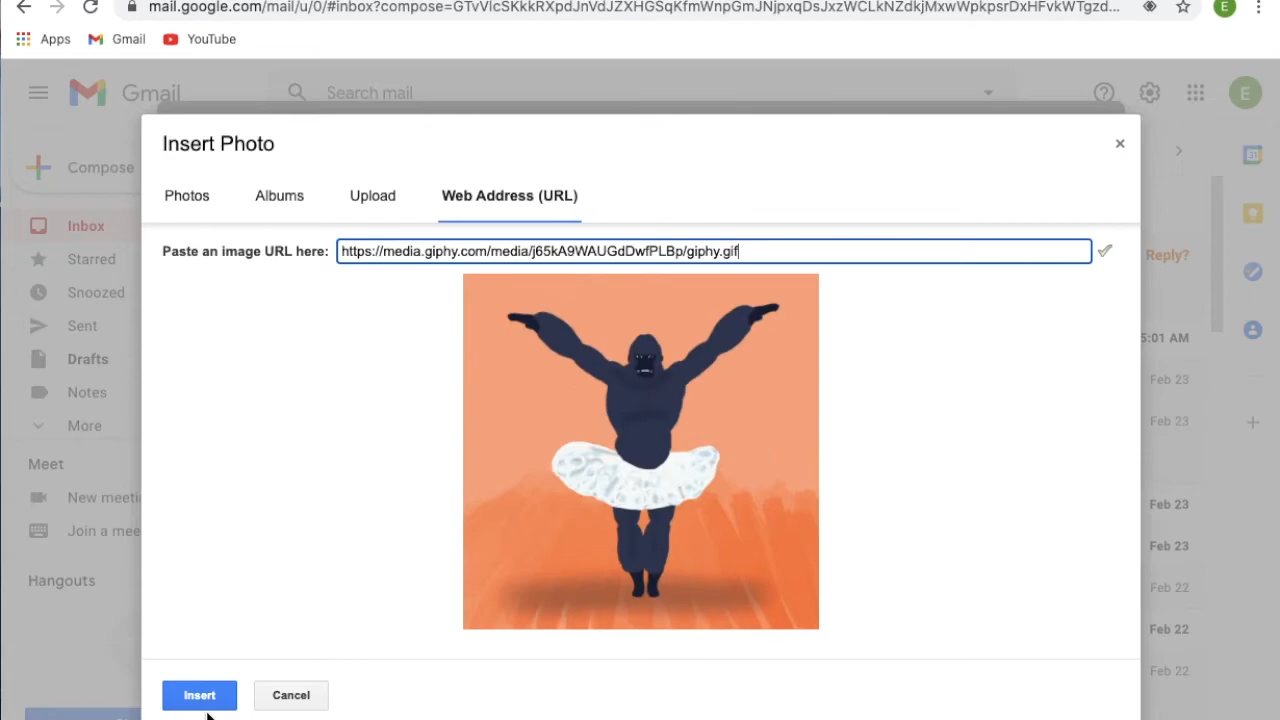 mail.google.com/mail/u/0/#inbox?compose=GTvVlcSKkkRXpdJnVdJZXHGSqKfmWnpGmJNjpxqDsJxzWCLkNZdkjMxwWpkpsrDxHFvkWTgzd... E
Apps Gmail YouTube
Gmail Search mail E
Insert Photo ×
Compose
Photos Albums Upload Web Address (URL)
Inbox
Paste an image URL here: https://media.giphy.com/media/j65kA9WAUGdDwfPLBp/giphy.gif Reply?
Starred
Snoozed
Sent
5:01 AM
Drafts
Feb 23
Notes
Feb 23
More
Meet
New meeti
Feb 23
Join a mee
Feb 23
Hangouts
Feb 22
Feb 22
Feb 22
Insert Cancel